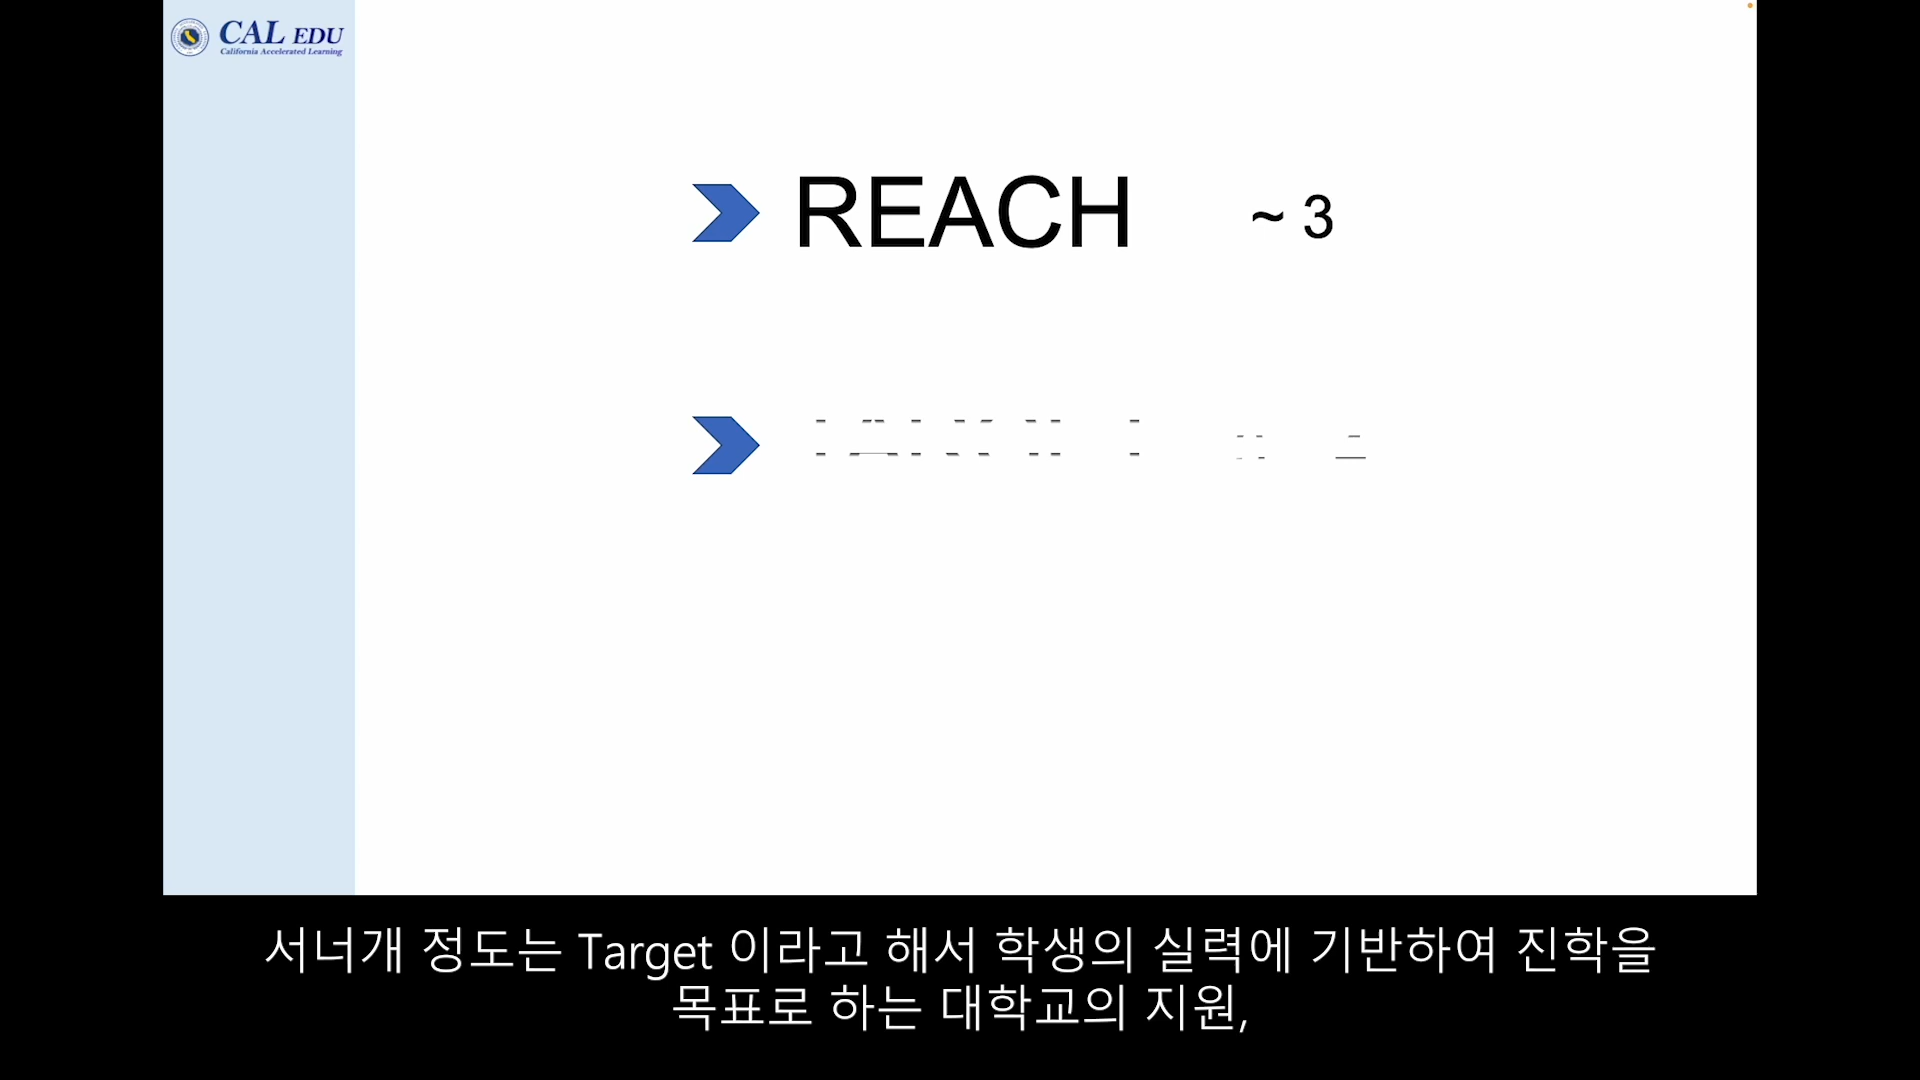 CAL EDU
California Accelerated Learning
REACH ~ 3
서너개 정도는 Target 이라고 해서 학생의 실력에 기반하여 진학을
목표로 하는 대학교의 지원,